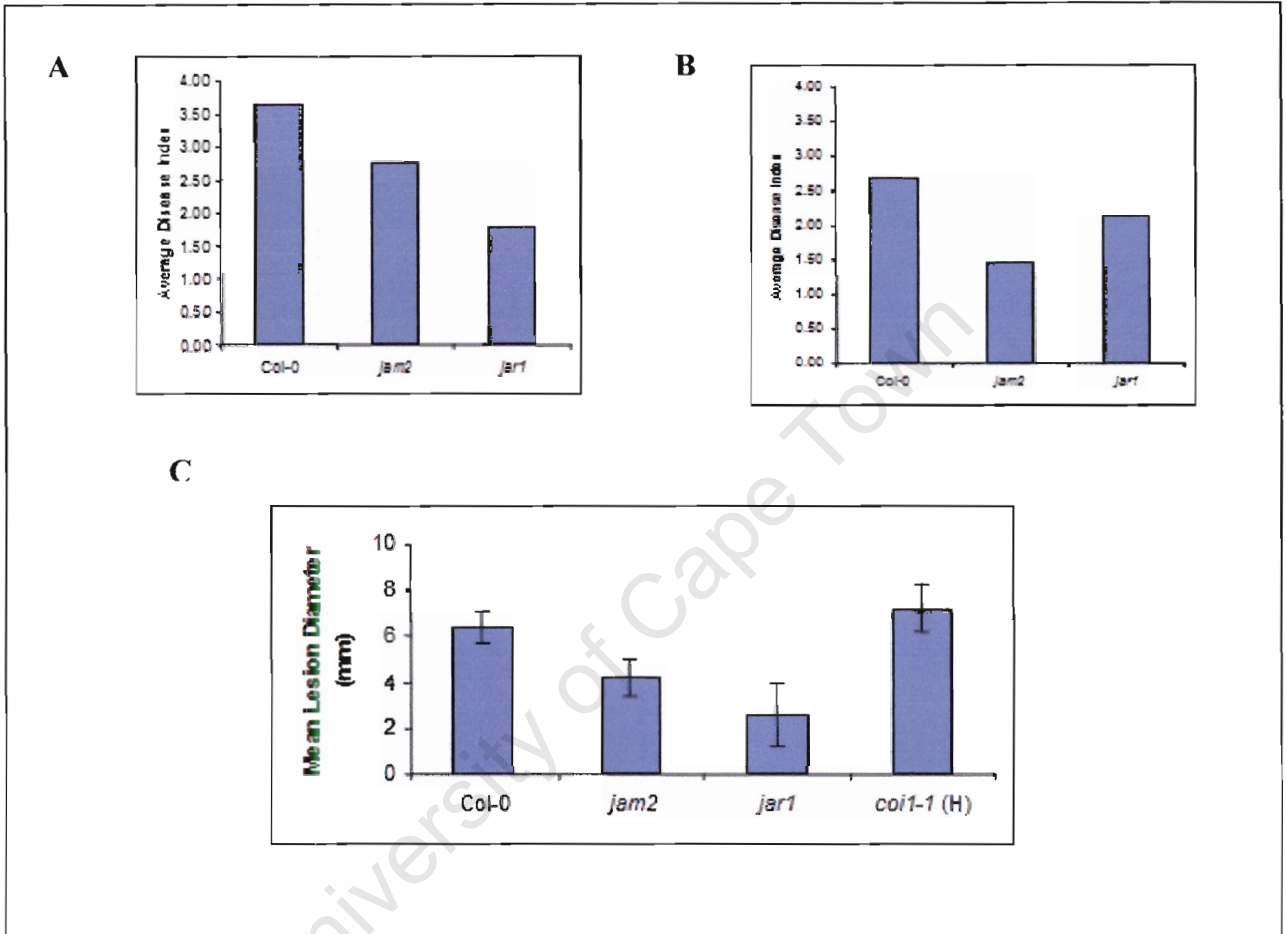 A
4.00
3.50
3.00
2.50
2.00
1.50
1.00
0.50
0.00
Average Disease Index
Col-0 jam2 jar1
B
4.00
3.50
3.00
2.50
2.00
1.50
1.00
0.50
0.00
Average Disease Index
Col-0 jam2 jar1
C
10
8
6
4
2
0
Mean Lesion Diameter
(mm)
Col-0 jam2 jar1 coi1-1 (H)
niversity of Cape Town